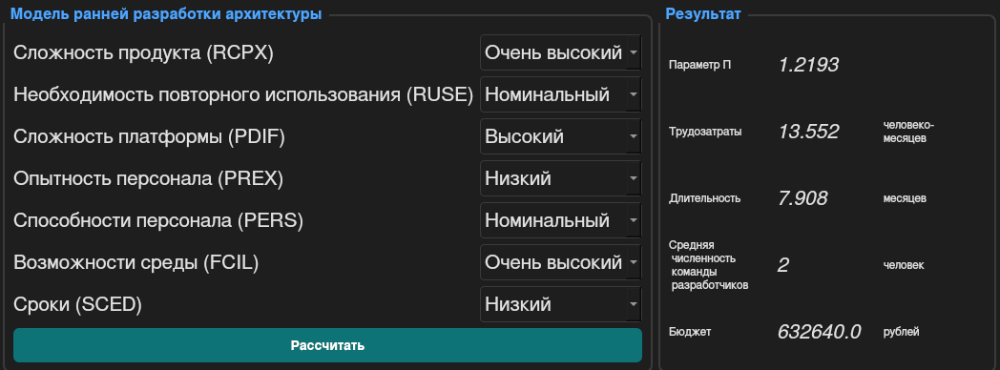 Модель ранней разработки архитектуры
Сложность продукта (RCPX) Очень высокий
Необходимость повторного использования (RUSE) Номинальный
Сложность платформы (PDIF) Высокий
Опытность персонала (PREX) Низкий
Способности персонала (PERS) Номинальный
Возможности среды (FCIL) Очень высокий
Сроки (SCED) Низкий
Рассчитать
Результат
Параметр П 1.2193
Трудозатраты 13.552 человеко-
месяцев
Длительность 7.908 месяцев
Средняя
численность
команды
разработчиков
2 человек
Бюджет 632640.0 рублей